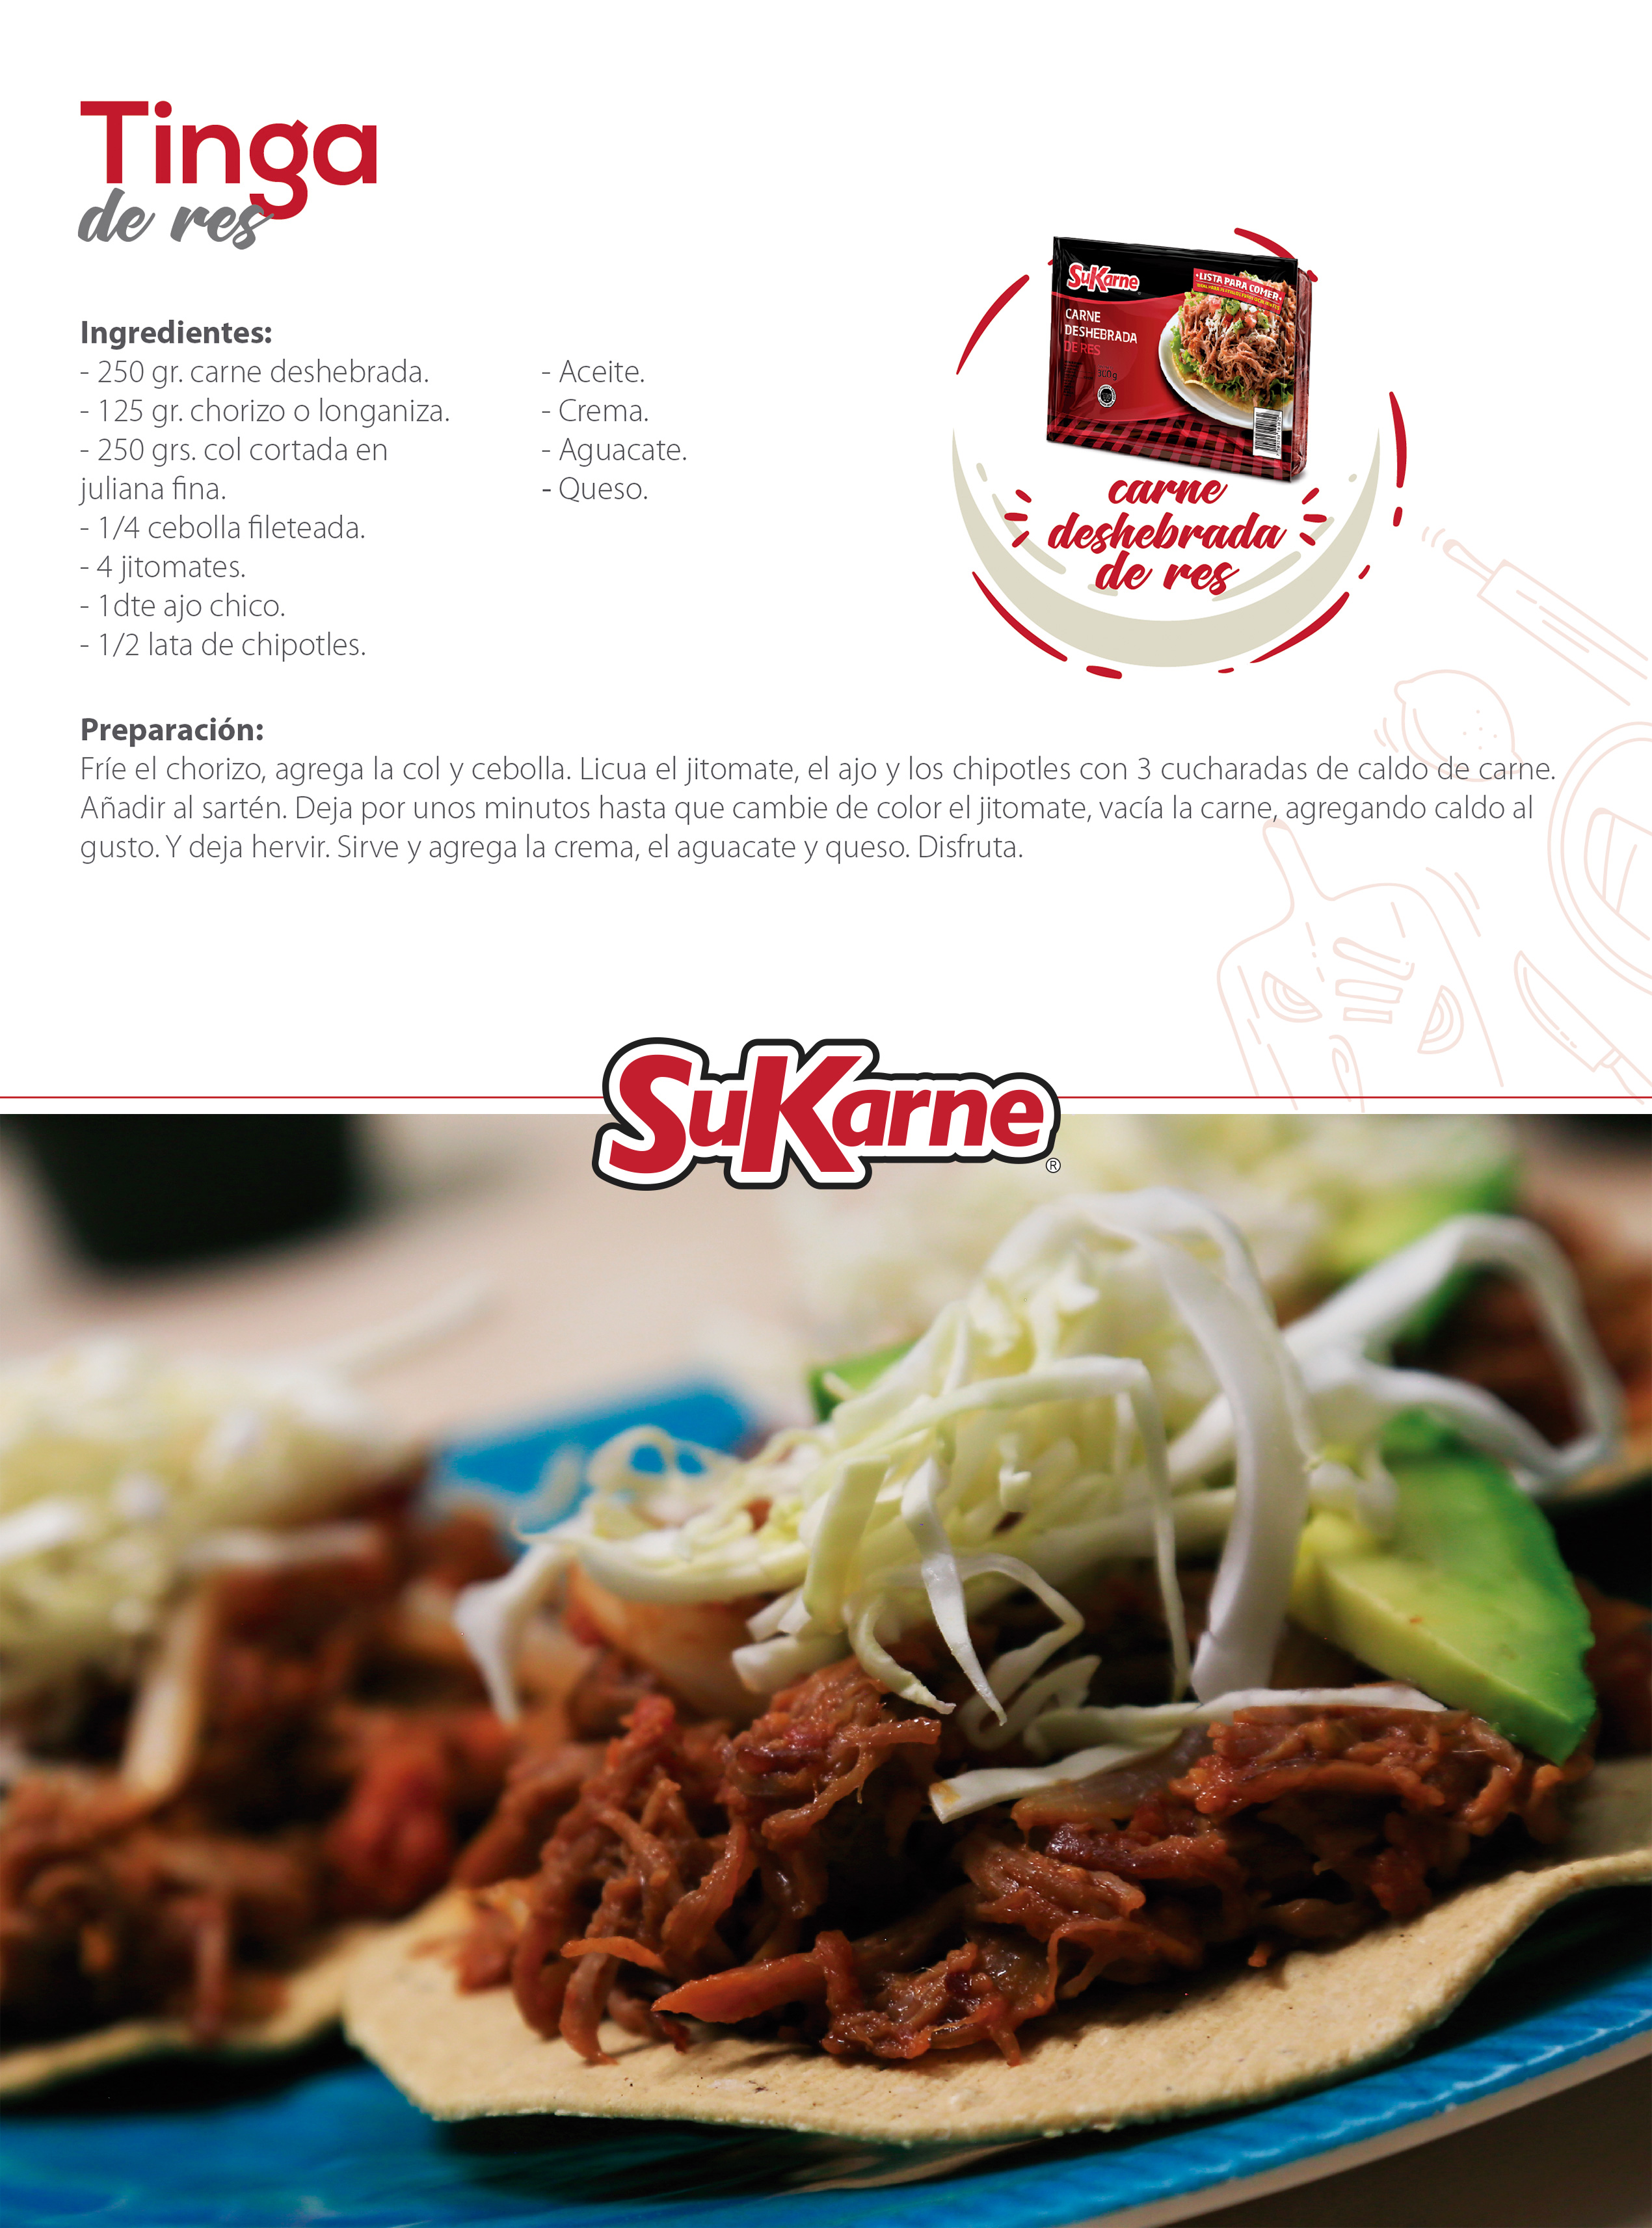 Tinga
de res
Ingredientes:
- 250 gr. carne deshebrada.
- 125 gr. chorizo o longaniza.
- 250 grs. col cortada en
juliana fina.
- 1/4 cebolla fileteada.
- 4 jitomates.
- 1dte ajo chico.
- 1/2 lata de chipotles.
- Aceite.
- Crema.
- Aguacate.
- Queso.
SuKarne
•LISTA PARA COMER•
CARNE
DESHEBRADA
DE RES
carne
deshebrada
de res
Preparación:
Fríe el chorizo, agrega la col y cebolla. Licua el jitomate, el ajo y los chipotles con 3 cucharadas de caldo de carne.
Añadir al sartén. Deja por unos minutos hasta que cambie de color el jitomate, vacía la carne, agregando caldo al
gusto. Y deja hervir. Sirve y agrega la crema, el aguacate y queso. Disfruta.
SuKarne®